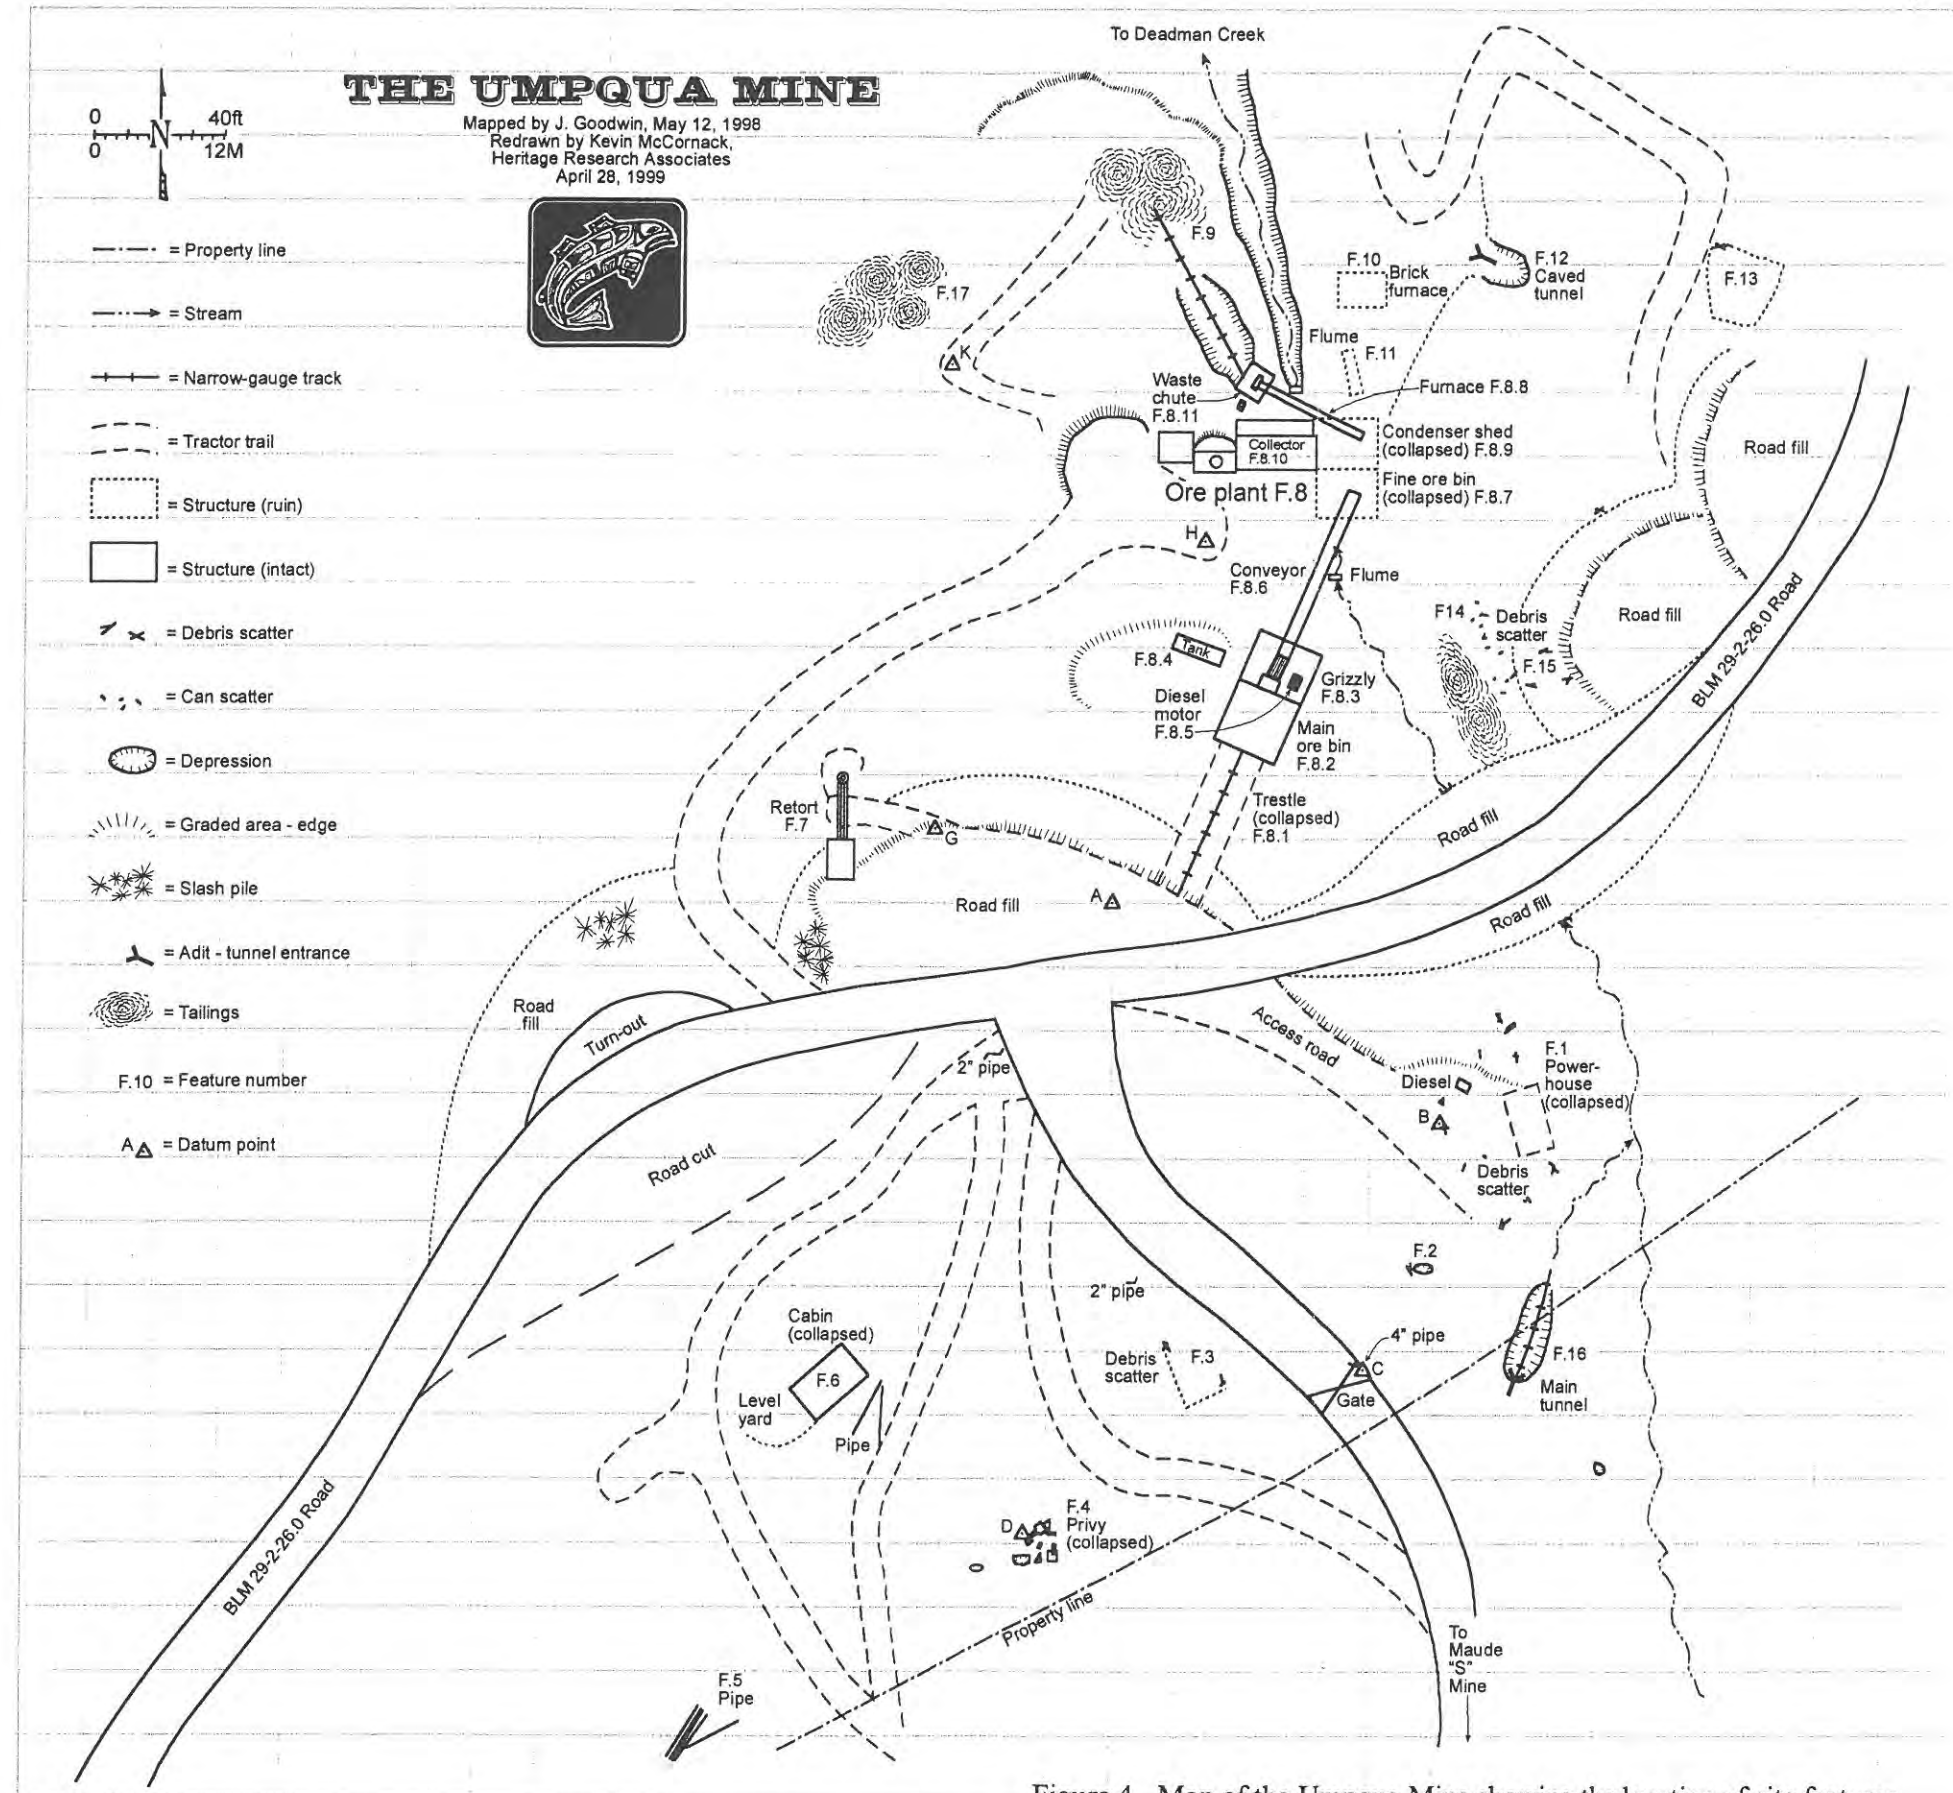 To Deadman Creek
THE UMPQUA MINE
Mapped by J. Goodwin, May 12, 1998
Redrawn by Kevin McCornack,
Heritage Research Associates
April 28, 1999
0 40ft
N
0 12M
= Property line
= Stream
= Narrow-gauge track
= Tractor trail
= Structure (ruin)
= Structure (intact)
= Debris scatter
= Can scatter
= Depression
= Graded area - edge
= Slash pile
= Adit - tunnel entrance
= Tailings
F.10 = Feature number
A = Datum point
F.9
F.17
K
F.10
Brick
furnace
F.12
Caved
tunnel
F.13
Flume
F.11
Waste
chute
F.8.11
Furnace F.8.8
Collector
F.8.10
Condenser shed
(collapsed) F.8.9
Fine ore bin
(collapsed) F.8.7
Ore plant F.8
Road fill
H
Conveyor
F.8.6
Flume
F14
Debris
scatter
F.15
Road fill
BLM 29-2-26.0 Road
Tank
F.8.4
Grizzly
F.8.3
Diesel
motor
F.8.5
Main
ore bin
F.8.2
Trestle
(collapsed)
F.8.1
Retort
F.7
G
Road fill
A
Road fill
Road fill
Road
fill
Turn-out
Access road
2" pipe
Road cut
F.1
Power-
house
(collapsed)
Diesel
B
Debris
scatter
F.2
2" pipe
Cabin
(collapsed)
F.6
Level
yard
Pipe
Debris
scatter
F.3
4" pipe
C
Gate
F.16
Main
tunnel
BLM 29-2-26.0 Road
D
F.4
Privy
(collapsed)
Property line
To
Maude
"S"
Mine
F.5
Pipe